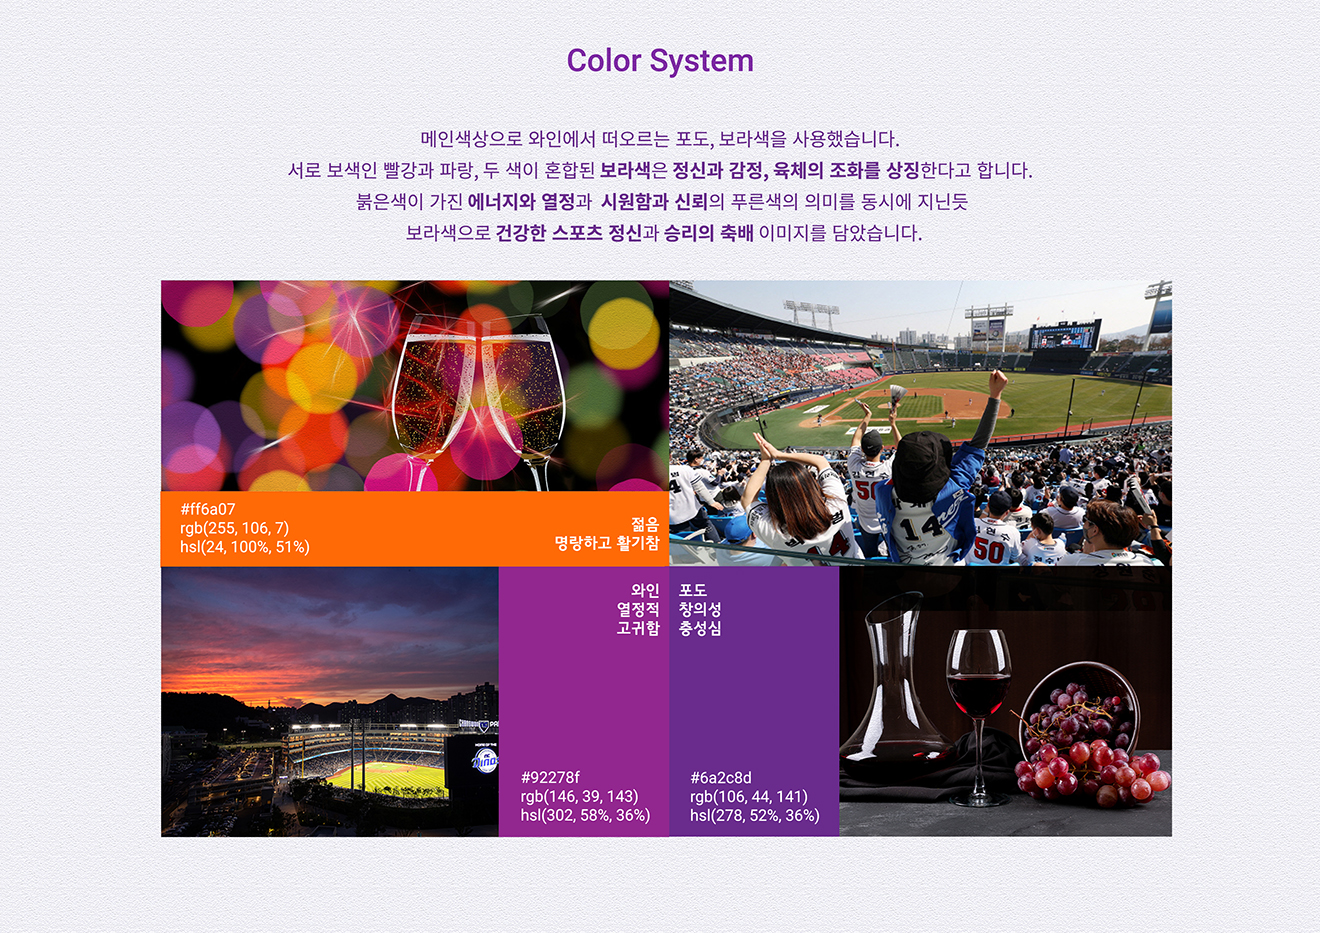 Color System
메인색상으로 와인에서 떠오르는 포도, 보라색을 사용했습니다.
서로 보색인 빨강과 파랑, 두 색이 혼합된 보라색은 정신과 감정, 육체의 조화를 상징한다고 합니다.
붉은색이 가진 에너지와 열정과 시원함과 신뢰의 푸른색의 의미를 동시에 지닌듯
보라색으로 건강한 스포츠 정신과 승리의 축배 이미지를 담았습니다.
#ff6a07
rgb(255, 106, 7)
hsl(24, 100%, 51%)
젊음
명랑하고 활기참
14
50
와인
열정적
고귀함
포도
창의성
충성심
HOME OF THE
NC
Dinos
#92278f
rgb(146, 39, 143)
hsl(302, 58%, 36%)
#6a2c8d
rgb(106, 44, 141)
hsl(278, 52%, 36%)